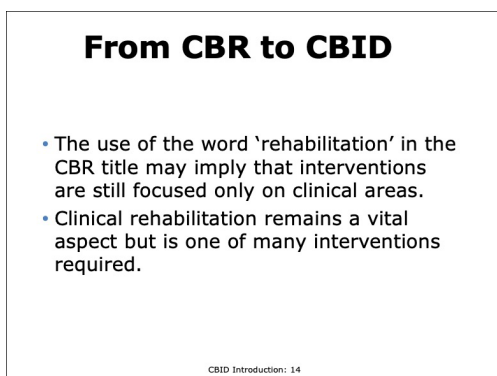 From CBR to CBID
• The use of the word ‘rehabilitation’ in the
CBR title may imply that interventions
are still focused only on clinical areas.
• Clinical rehabilitation remains a vital
aspect but is one of many interventions
required.
CBID Introduction: 14